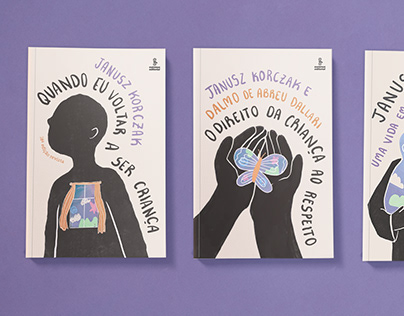 JANUSZ KORCZAK
QUANDO EU VOLTAR A SER CRIANÇA
JANUSZ KORCZAK E
DALMO DE ABREU DALLARI
O DIREITO DA CRIANÇA AO RESPEITO
JANUS
UMA VIDA EM